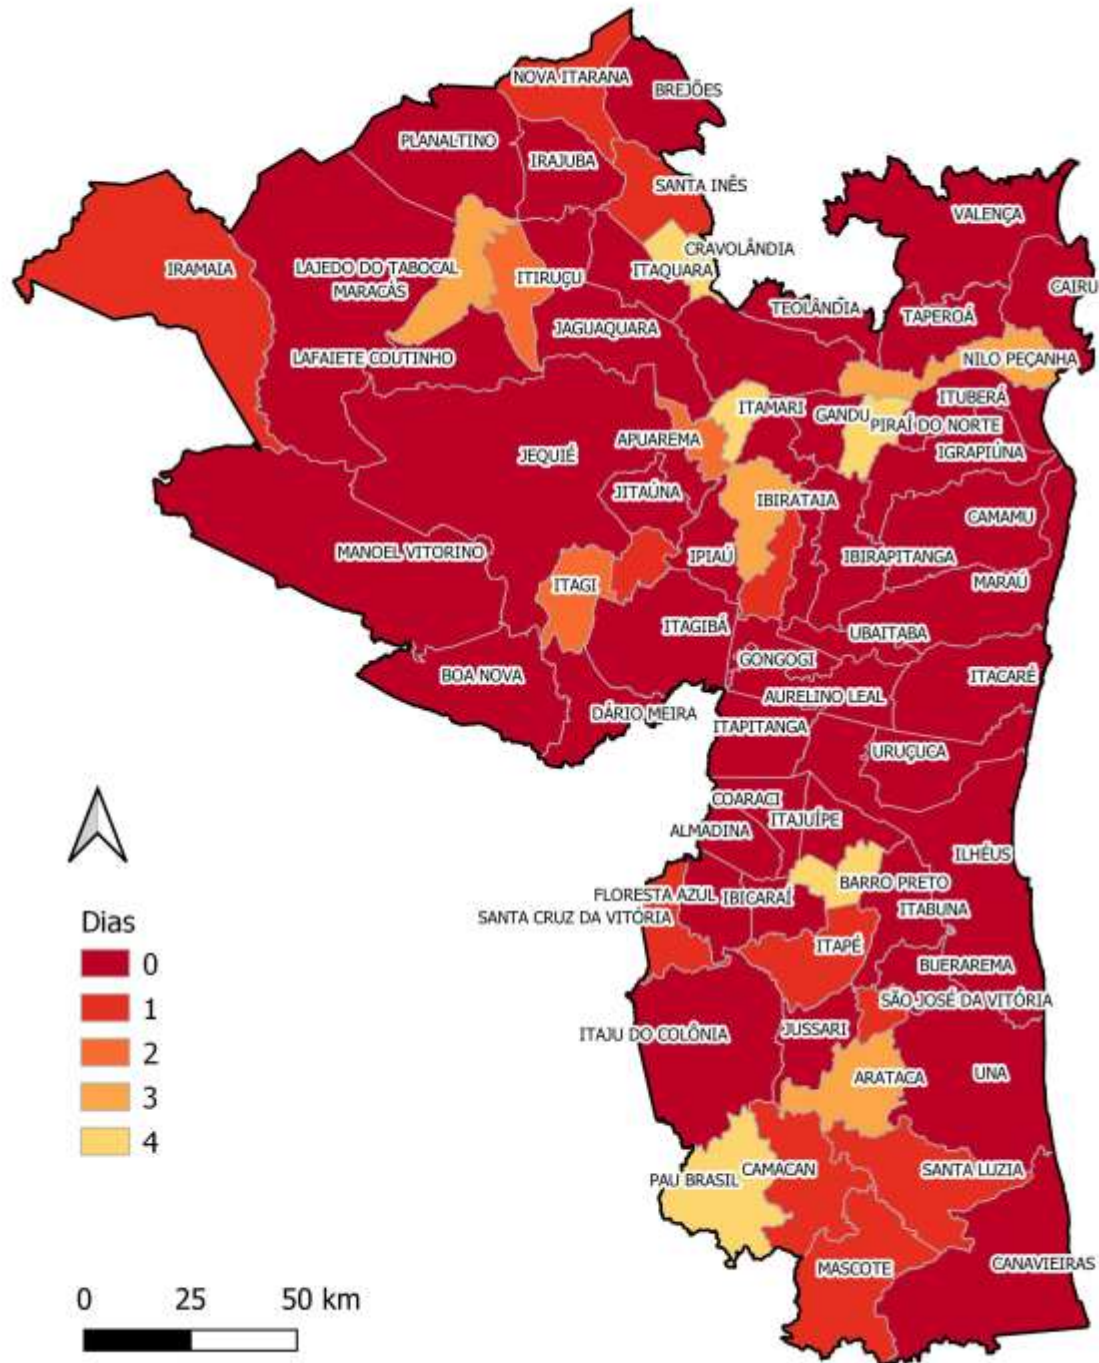 NOVA ITARANA
BREJÕES
PLANALTINO
IRAJUBA
SANTA INÊS
VALENÇA
CRAVOLÂNDIA
IRAMAIA
LAJEDO DO TABOCAL
ITIRUÇU
ITAQUARA
CAIRU
MARACÁS
TEOLÂNDIA
TAPEROÁ
JAGUAQUARA
LAFAIETE COUTINHO
NILO PEÇANHA
ITUBERÁ
ITAMARI
GANDU
PIRAÍ DO NORTE
APUAREMA
IGRAPIÚNA
JEQUIÉ
JITAÚNA
IBIRATAIA
CAMAMU
MANOEL VITORINO
IPIAÚ
IBIRAPITANGA
ITAGI
MARAÚ
ITAGIBÁ
UBAITABA
GONGOGI
BOA NOVA
ITACARÉ
AURELINO LEAL
DÁRIO MEIRA
ITAPITANGA
URUÇUCA
COARACI
ITAJUÍPE
ALMADINA
ILHÉUS
BARRO PRETO
FLORESTA AZUL
IBICARAÍ
ITABUNA
SANTA CRUZ DA VITÓRIA
ITAPÉ
BUERAREMA
SÃO JOSÉ DA VITÓRIA
ITAJU DO COLÔNIA
JUSSARI
ARATACA
UNA
CAMACAN
SANTA LUZIA
PAU BRASIL
MASCOTE
CANAVIEIRAS
Dias
0
1
2
3
4
0 25 50 km